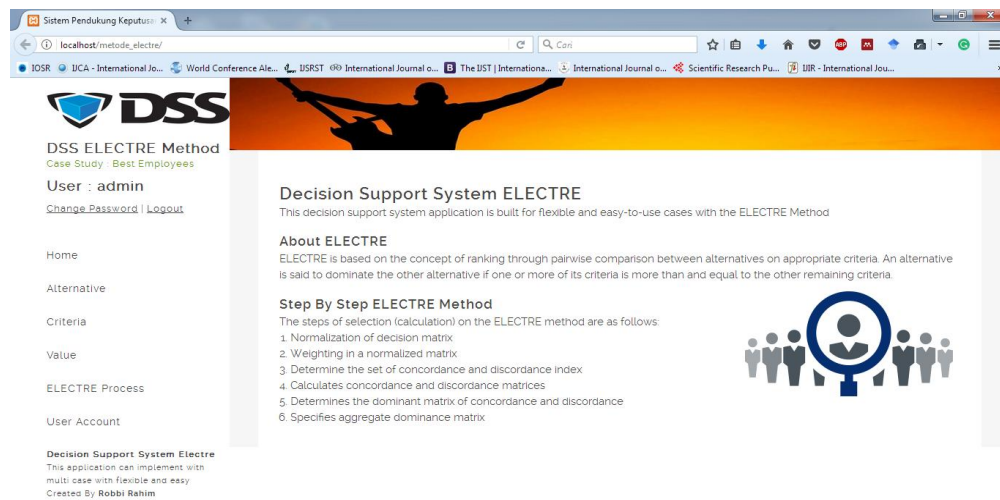 Sistem Pendukung Keputusa
localhost/metode_electre/
Cari
IOSR
IJCA - International Jo...
World Conference Ale...
IJSRST
International Journal o...
The IJST | Internationa...
International Journal o...
Scientific Research Pu...
IJIR - International Jou...
DSS
DSS ELECTRE Method
Case Study : Best Employees
User : admin
Change Password | Logout
Home
Alternative
Criteria
Value
ELECTRE Process
User Account
Decision Support System Electre
This application can implement with
multi case with flexible and easy
Created By Robbi Rahim
Decision Support System ELECTRE
This decision support system application is built for flexible and easy-to-use cases with the ELECTRE Method
About ELECTRE
ELECTRE is based on the concept of ranking through pairwise comparison between alternatives on appropriate criteria. An alternative
is said to dominate the other alternative if one or more of its criteria is more than and equal to the other remaining criteria.
Step By Step ELECTRE Method
The steps of selection (calculation) on the ELECTRE method are as follows:
1. Normalization of decision matrix
2. Weighting in a normalized matrix
3. Determine the set of concordance and discordance index
4. Calculates concordance and discordance matrices
5. Determines the dominant matrix of concordance and discordance
6. Specifies aggregate dominance matrix